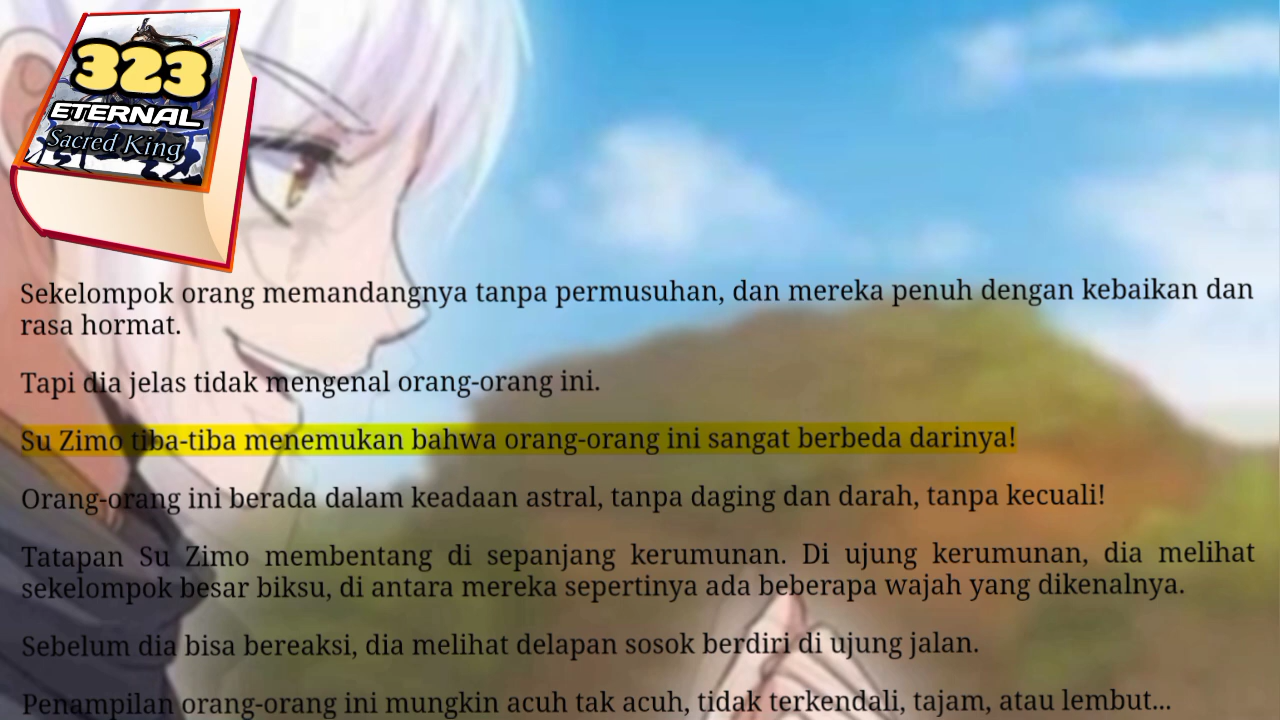 323
ETERNAL
Sacred King
Sekelompok orang memandangnya tanpa permusuhan, dan mereka penuh dengan kebaikan dan
rasa hormat.
Tapi dia jelas tidak mengenal orang-orang ini.
Su Zimo tiba-tiba menemukan bahwa orang-orang ini sangat berbeda darinya!
Orang-orang ini berada dalam keadaan astral, tanpa daging dan darah, tanpa kecuali!
Tatapan Su Zimo membentang di sepanjang kerumunan. Di ujung kerumunan, dia melihat
sekelompok besar biksu, di antara mereka sepertinya ada beberapa wajah yang dikenalnya.
Sebelum dia bisa bereaksi, dia melihat delapan sosok berdiri di ujung jalan.
Penampilan orang-orang ini mungkin acuh tak acuh, tidak terkendali, tajam, atau lembut...